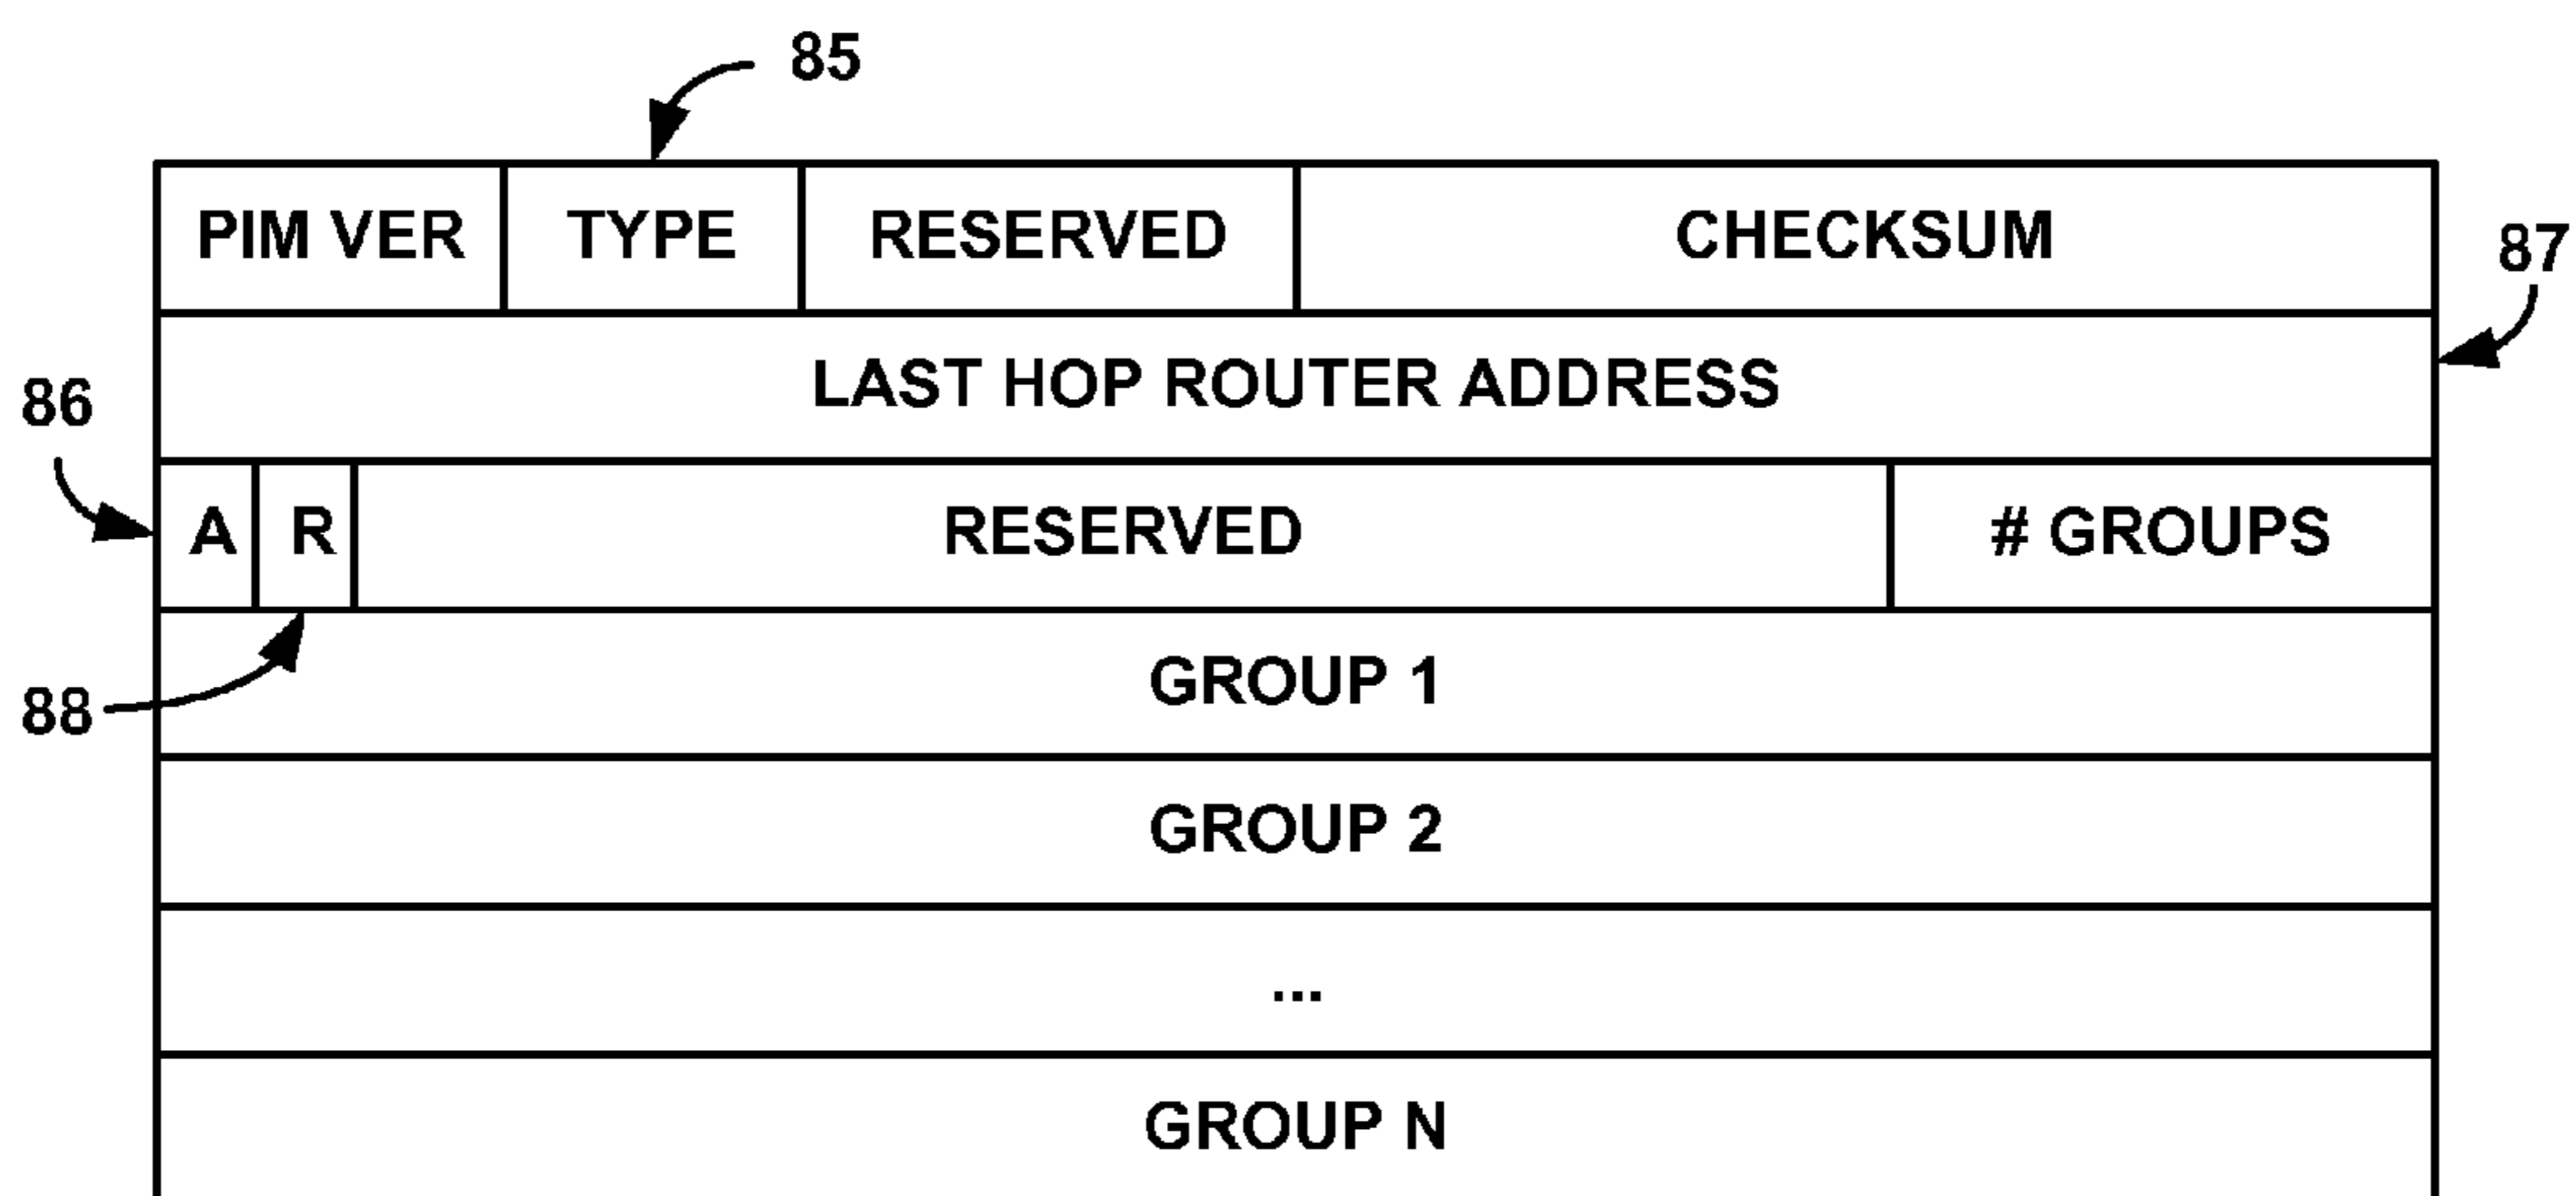 85
PIM VER TYPE RESERVED CHECKSUM
87
LAST HOP ROUTER ADDRESS
86
A R RESERVED # GROUPS
GROUP 1
88
GROUP 2
...
GROUP N